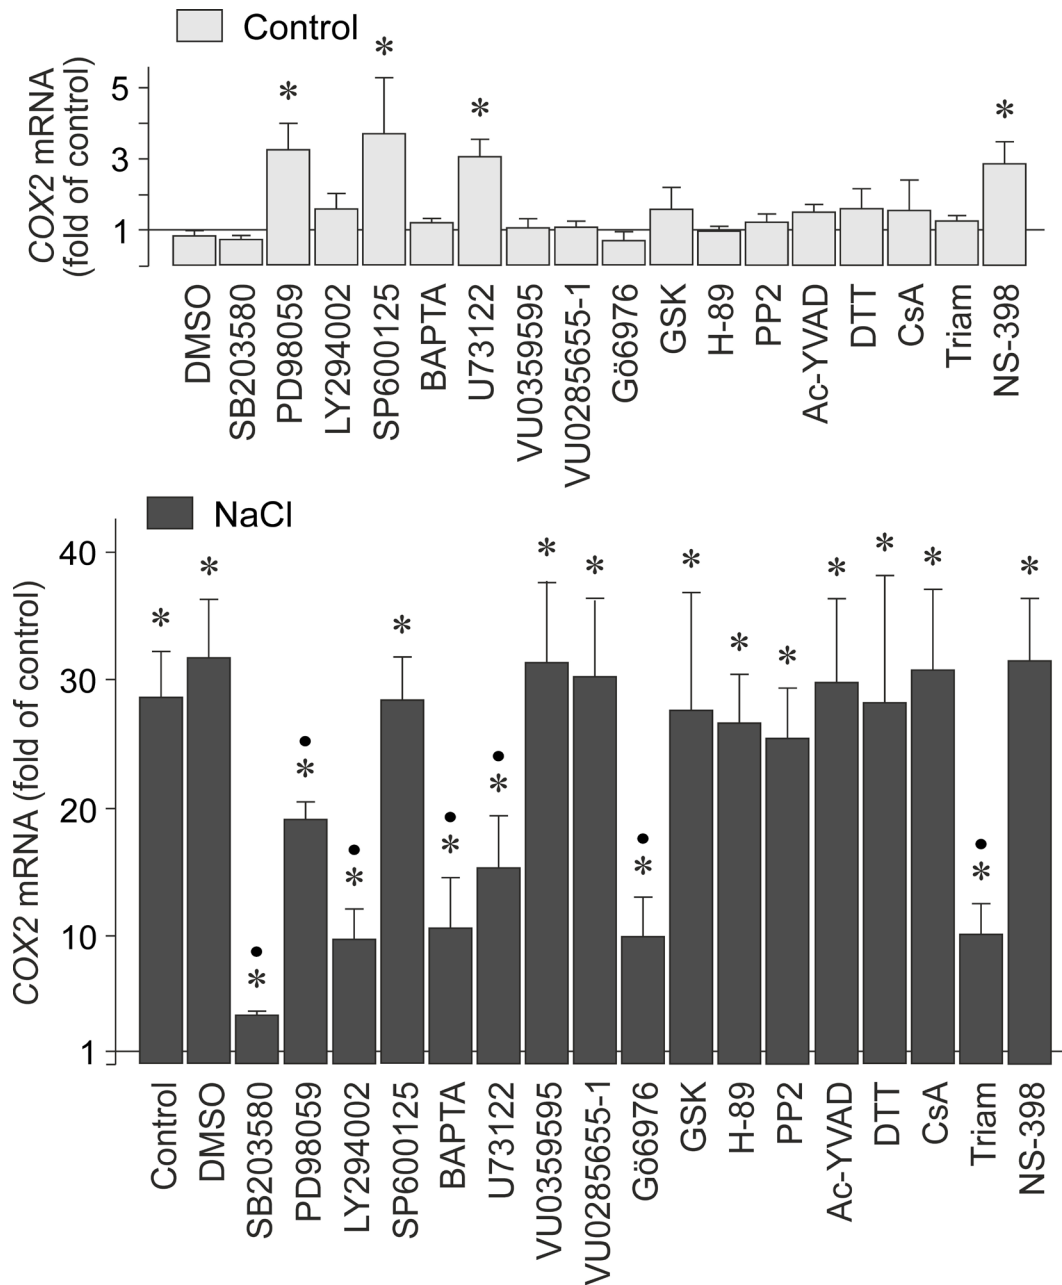 Control
COX2 mRNA
(fold of control)
5
3
1
* * * *
DMSO
SB203580
PD98059
LY294002
SP600125
BAPTA
U73122
VU0359595
VU0285655-1
Gö6976
GSK
H-89
PP2
Ac-YVAD
DTT
CsA
Triam
NS-398
NaCl
COX2 mRNA (fold of control)
40
30
20
10
1
* * * * * * * * * * * * * * * * * * *
• • • • • • •
Control
DMSO
SB203580
PD98059
LY294002
SP600125
BAPTA
U73122
VU0359595
VU0285655-1
Gö6976
GSK
H-89
PP2
Ac-YVAD
DTT
CsA
Triam
NS-398